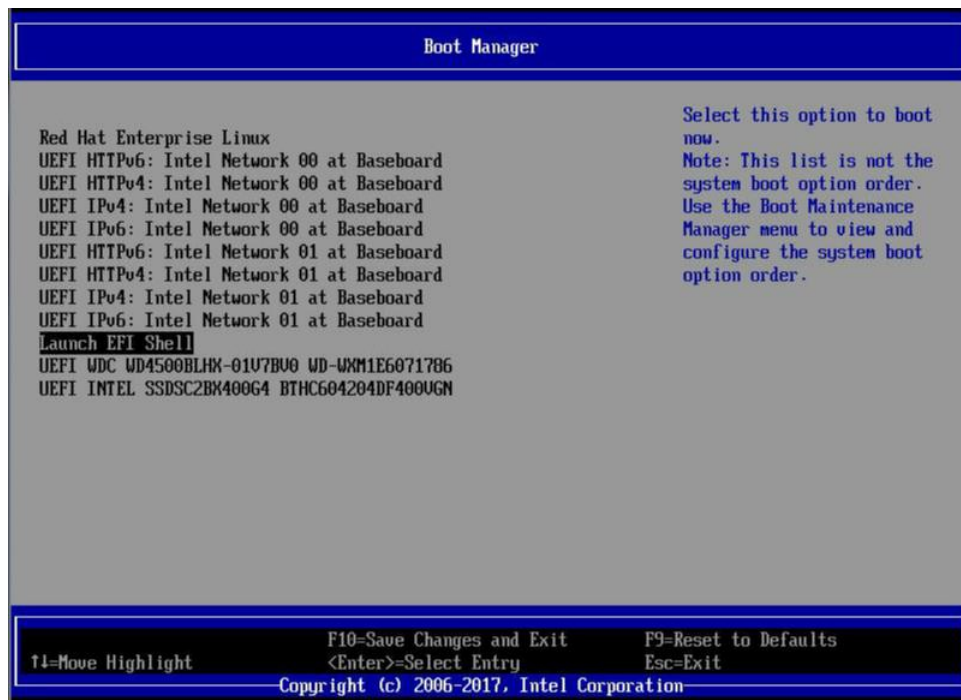 Boot Manager
Red Hat Enterprise Linux
UEFI HTTPv6: Intel Network 00 at Baseboard
UEFI HTTPv4: Intel Network 00 at Baseboard
UEFI IPv4: Intel Network 00 at Baseboard
UEFI IPv6: Intel Network 00 at Baseboard
UEFI HTTPv6: Intel Network 01 at Baseboard
UEFI HTTPv4: Intel Network 01 at Baseboard
UEFI IPv4: Intel Network 01 at Baseboard
UEFI IPv6: Intel Network 01 at Baseboard
Launch EFI Shell
UEFI WDC WD4500BLHX-01V7BV0 WD-WXM1E6071786
UEFI INTEL SSDSC2BX400G4 BTHC604204DF400VGN
Select this option to boot
now.
Note: This list is not the
system boot option order.
Use the Boot Maintenance
Manager menu to view and
configure the system boot
option order.
F10=Save Changes and Exit F9=Reset to Defaults
↑↓=Move Highlight <Enter>=Select Entry Esc=Exit
Copyright (c) 2006-2017, Intel Corporation